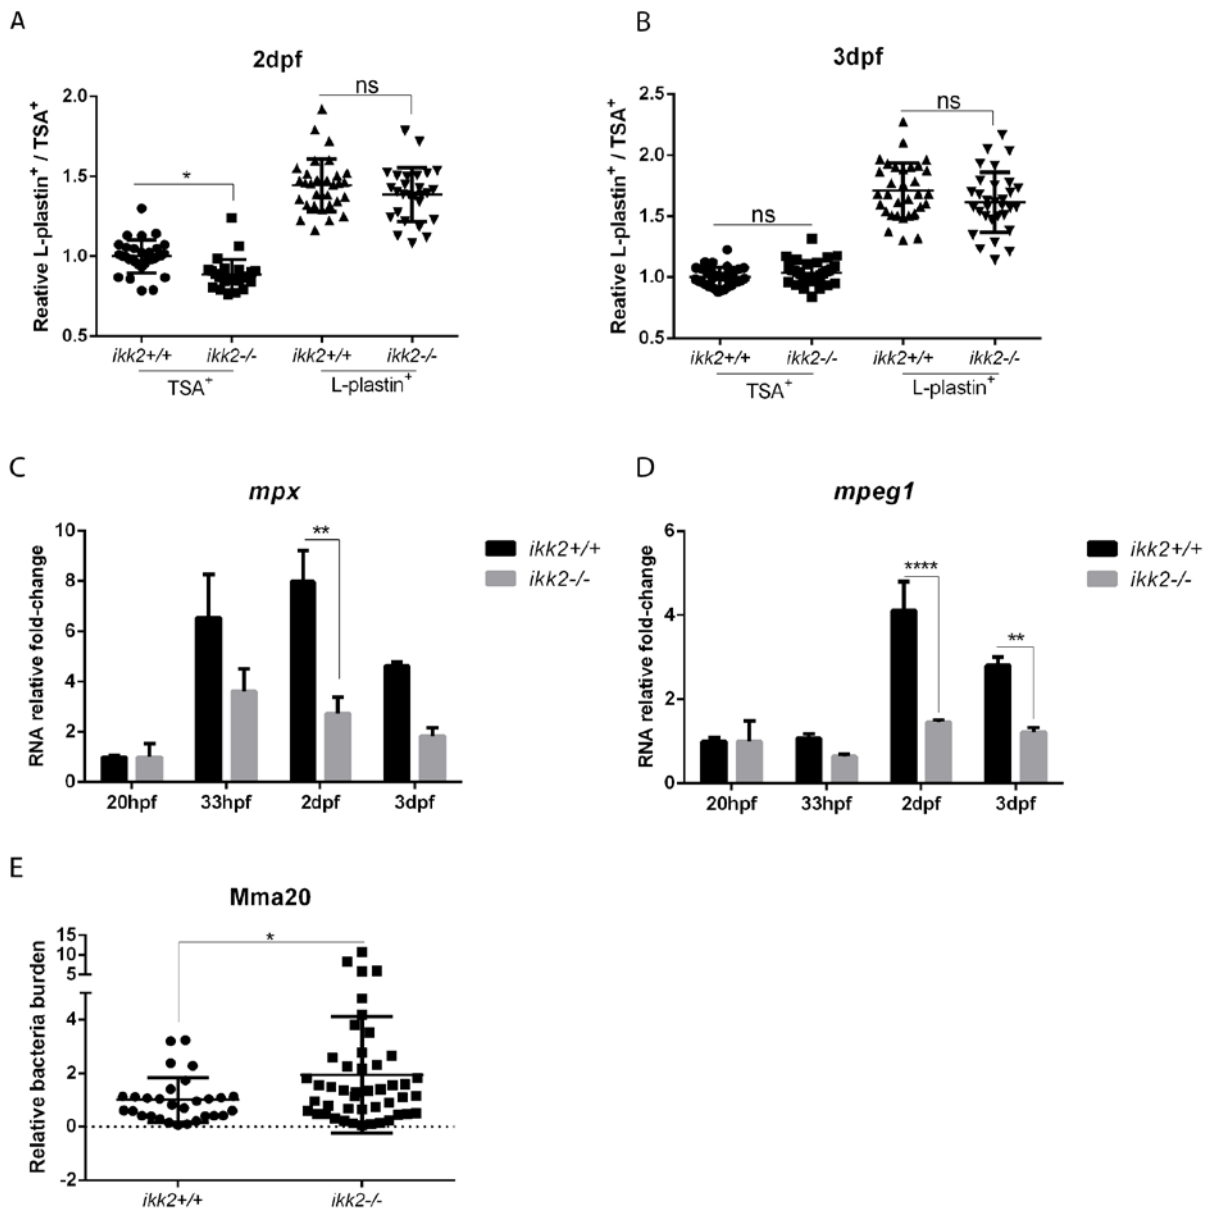 A
2dpf
Reative L-plastin+ / TSA+
2.0
1.5
1.0
0.5
*
ns
ikk2+/+ ikk2-/- ikk2+/+ ikk2-/-
TSA+ L-plastin+
B
3dpf
Reative L-plastin+ / TSA+
2.5
2.0
1.5
1.0
0.5
ns
ns
ikk2+/+ ikk2-/- ikk2+/+ ikk2-/-
TSA+ L-plastin+
C
mpx
RNA relative fold-change
10
8
6
4
2
0
**
20hpf 33hpf 2dpf 3dpf
ikk2+/+
ikk2-/-
D
mpeg1
RNA relative fold-change
6
4
2
0
****
**
20hpf 33hpf 2dpf 3dpf
ikk2+/+
ikk2-/-
E
Mma20
Relative bacteria burden
15
10
5
4
2
0
-2
*
ikk2+/+ ikk2-/-